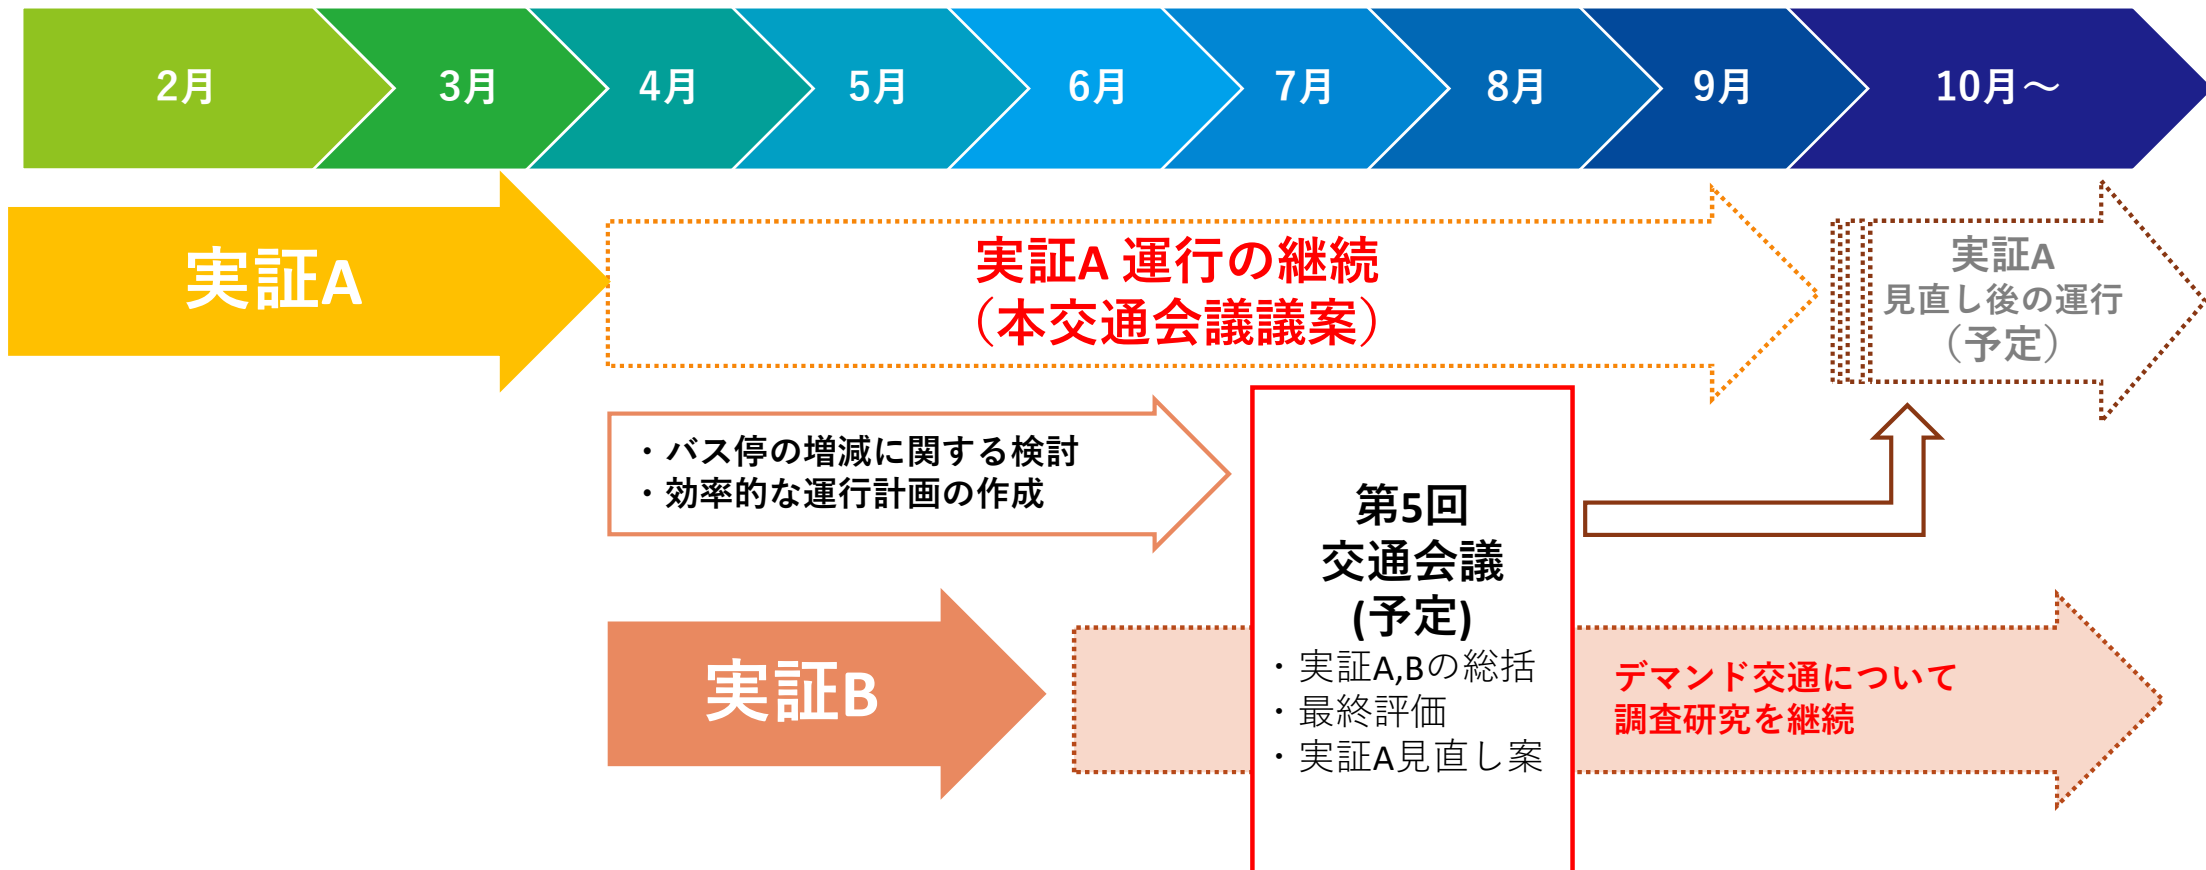 2月
3月
4月
5月
6月
7月
8月
9月
10月～
実証A
実証A 運行の継続
（本交通会議議案）
実証A
見直し後の運行
（予定）
・バス停の増減に関する検討
・効率的な運行計画の作成
第5回
交通会議
(予定)
・実証A,Bの総括
・最終評価
・実証A見直し案
実証B
デマンド交通について
調査研究を継続